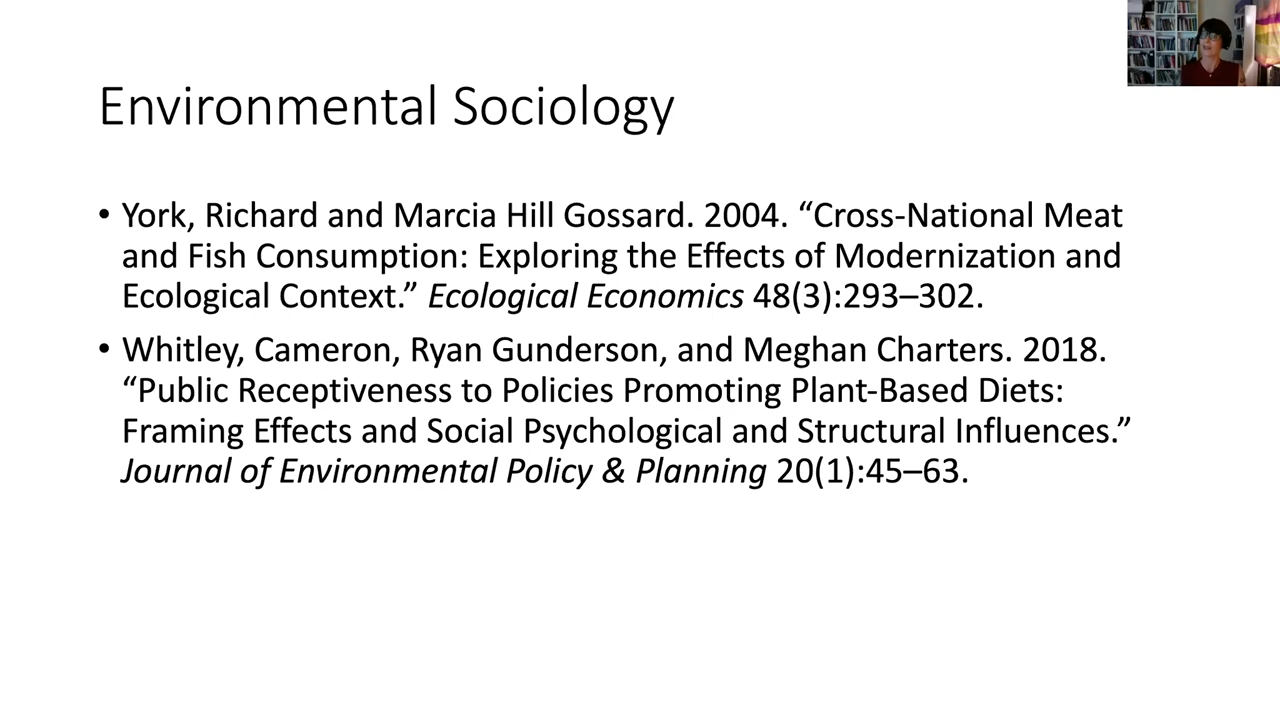 Environmental Sociology
• York, Richard and Marcia Hill Gossard. 2004. “Cross-National Meat
and Fish Consumption: Exploring the Effects of Modernization and
Ecological Context.” Ecological Economics 48(3):293–302.
• Whitley, Cameron, Ryan Gunderson, and Meghan Charters. 2018.
“Public Receptiveness to Policies Promoting Plant-Based Diets:
Framing Effects and Social Psychological and Structural Influences.”
Journal of Environmental Policy & Planning 20(1):45–63.